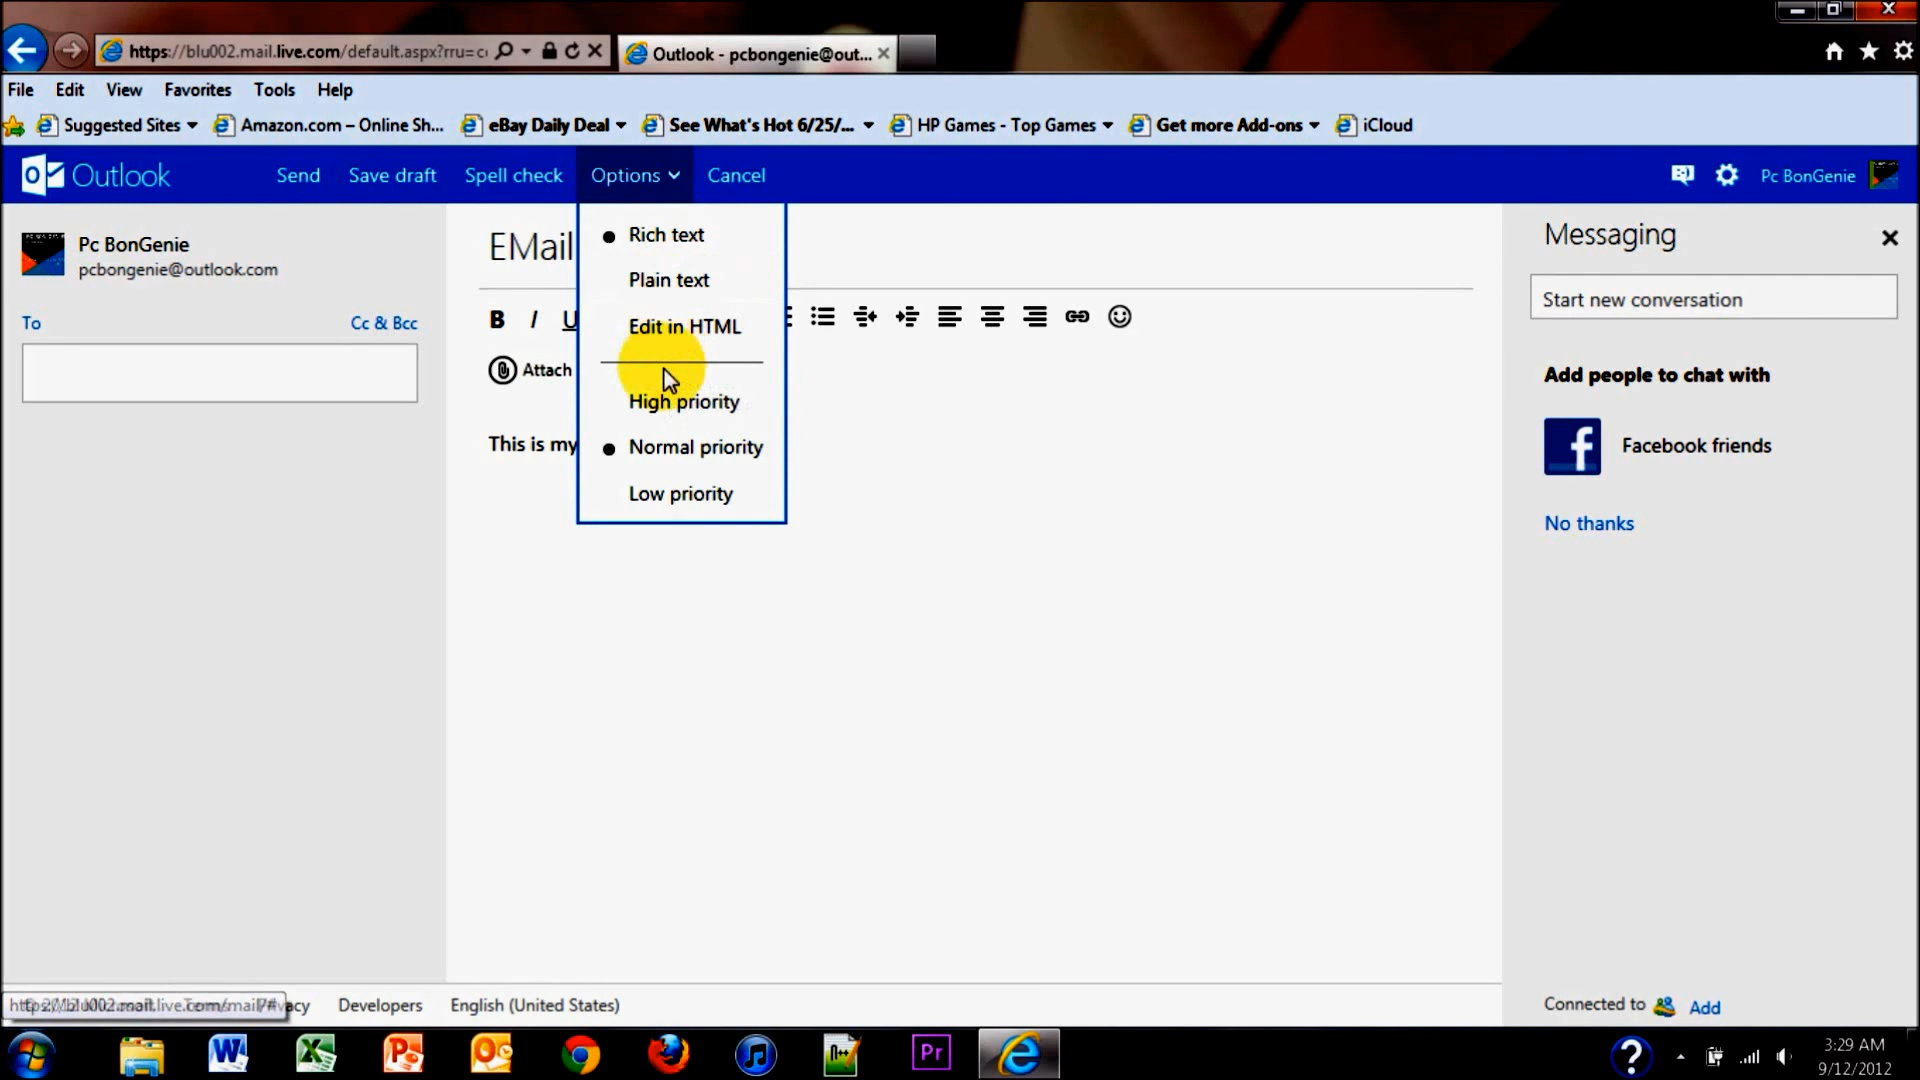 https://blu002.mail.live.com/default.aspx?rru=c
Outlook - pcbongenie@out...
File Edit View Favorites Tools Help
Suggested Sites Amazon.com – Online Sh... eBay Daily Deal See What's Hot 6/25/... HP Games - Top Games Get more Add-ons iCloud
Outlook Send Save draft Spell check Options Cancel Pc BonGenie
Pc BonGenie
pcbongenie@outlook.com
To Cc & Bcc
EMail
B I U
Attach
This is my
Rich text
Plain text
Edit in HTML
High priority
Normal priority
Low priority
Messaging
Start new conversation
Add people to chat with
Facebook friends
No thanks
Developers English (United States)
Connected to Add
3:29 AM
9/12/2012